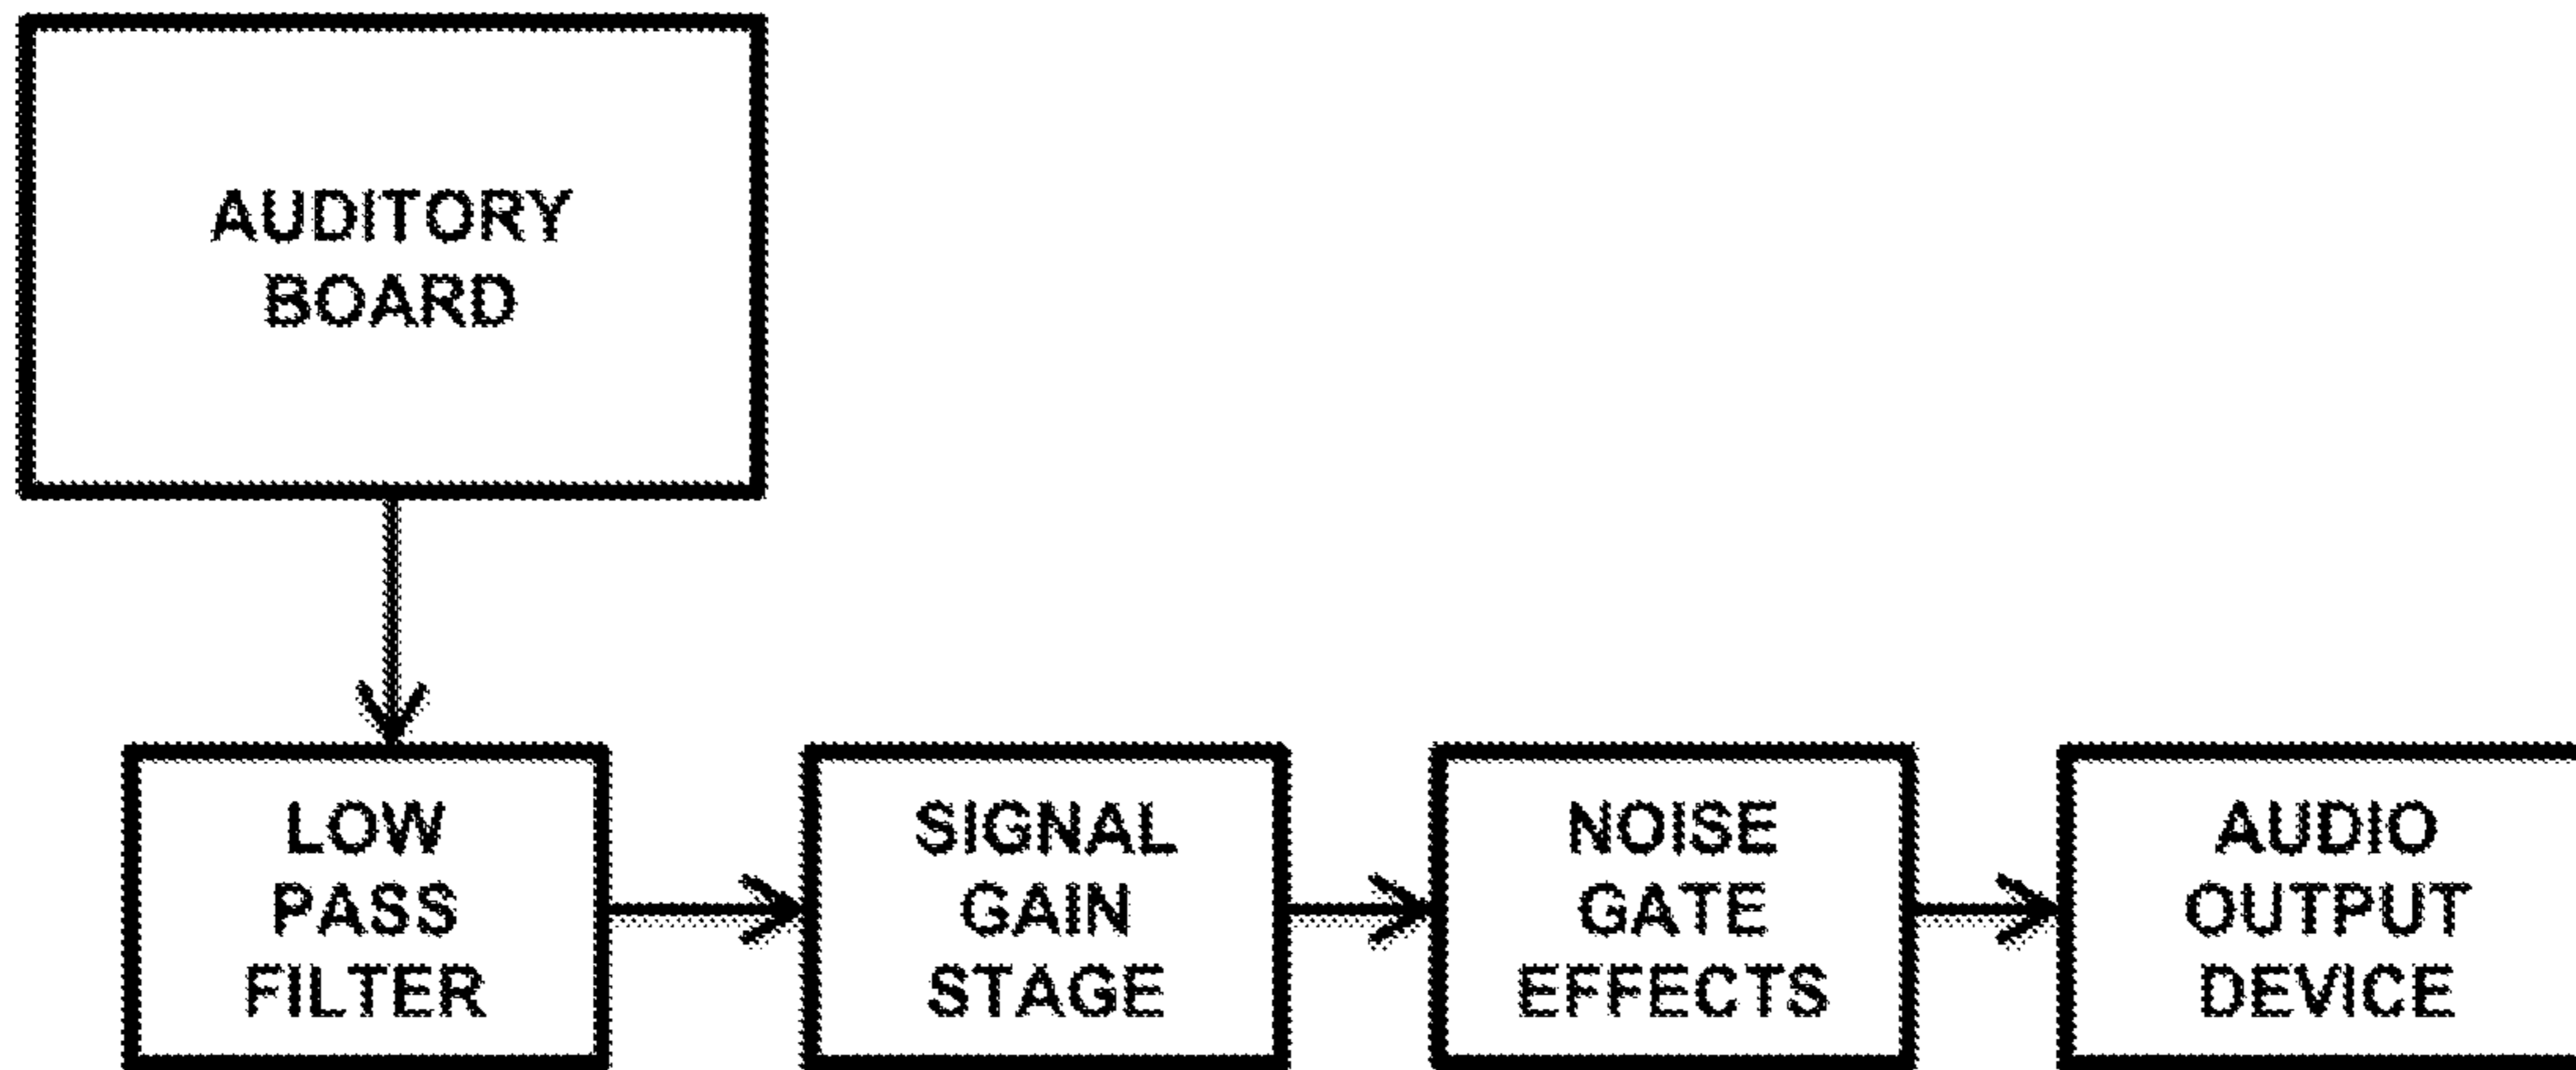 AUDITORY
BOARD
LOW
PASS
FILTER
SIGNAL
GAIN
STAGE
NOISE
GATE
EFFECTS
AUDIO
OUTPUT
DEVICE